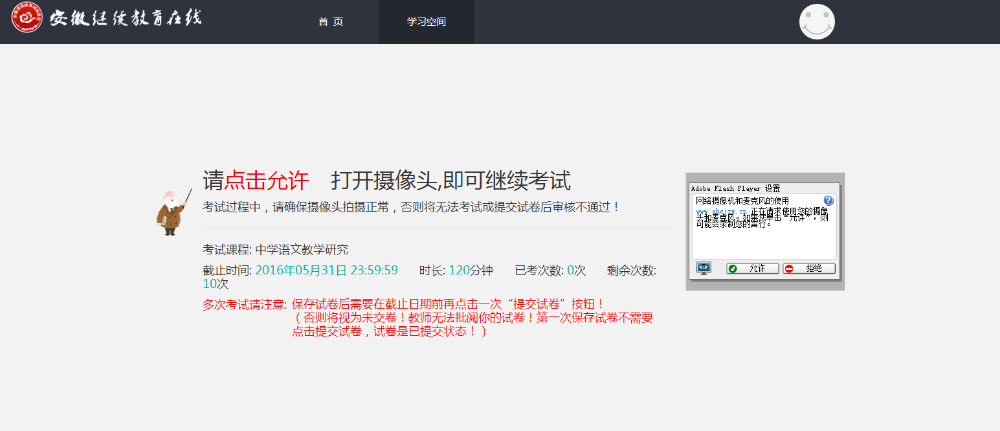 安徽继续教育在线
首 页
学习空间
请点击允许 打开摄像头,即可继续考试
考试过程中，请确保摄像头拍摄正常，否则将无法考试或提交试卷后审核不通过！
考试课程: 中学语文教学研究
截止时间: 2016年05月31日 23:59:59 时长: 120分钟 已考次数: 0次 剩余次数:
10次
多次考试请注意: 保存试卷后需要在截止日期前再点击一次“提交试卷”按钮！
（否则将视为未交卷！教师无法批阅你的试卷！第一次保存试卷不需要
点击提交试卷，试卷是已提交状态！）
Adobe Flash Player 设置
网络摄像机和麦克风的使用
www.ahcjzx.cn 正在请求使用您的摄像
头和麦克风。如果您单击“允许”，则
可能会录制您的言行。
允许
拒绝